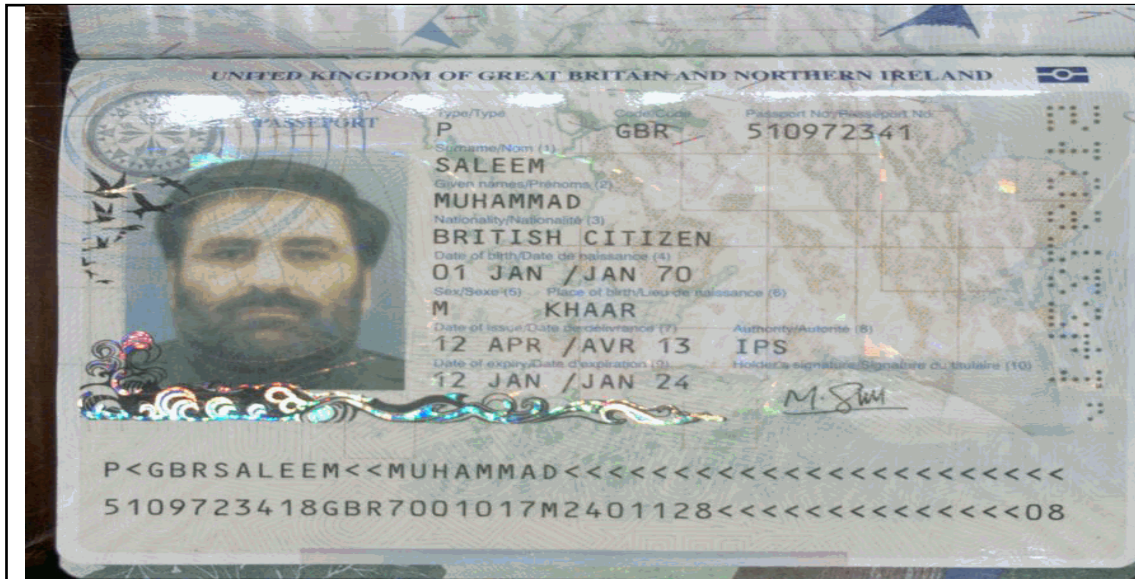 UNITED KINGDOM OF GREAT BRITAIN AND NORTHERN IRELAND
PASSEPORT
Type/Type Code/Code Passport No/Passeport No.
P GBR 510972341
Surname/Nom (1)
SALEEM
Given names/Prénoms (2)
MUHAMMAD
Nationality/Nationalité (3)
BRITISH CITIZEN
Date of birth/Date de naissance (4)
01 JAN /JAN 70
Sex/Sexe (5) Place of birth/Lieu de naissance (6)
M KHAAR
Date of issue/Date de délivrance (7) Authority/Autorité (8)
12 APR /AVR 13 IPS
Date of expiry/Date d'expiration (9) Holder's signature/Signature du titulaire (10)
12 JAN /JAN 24
P<GBRSALEEM<<MUHAMMAD<<<<<<<<<<<<<<<<<<<<<<<
5109723418GBR7001017M2401128<<<<<<<<<<<<<<08